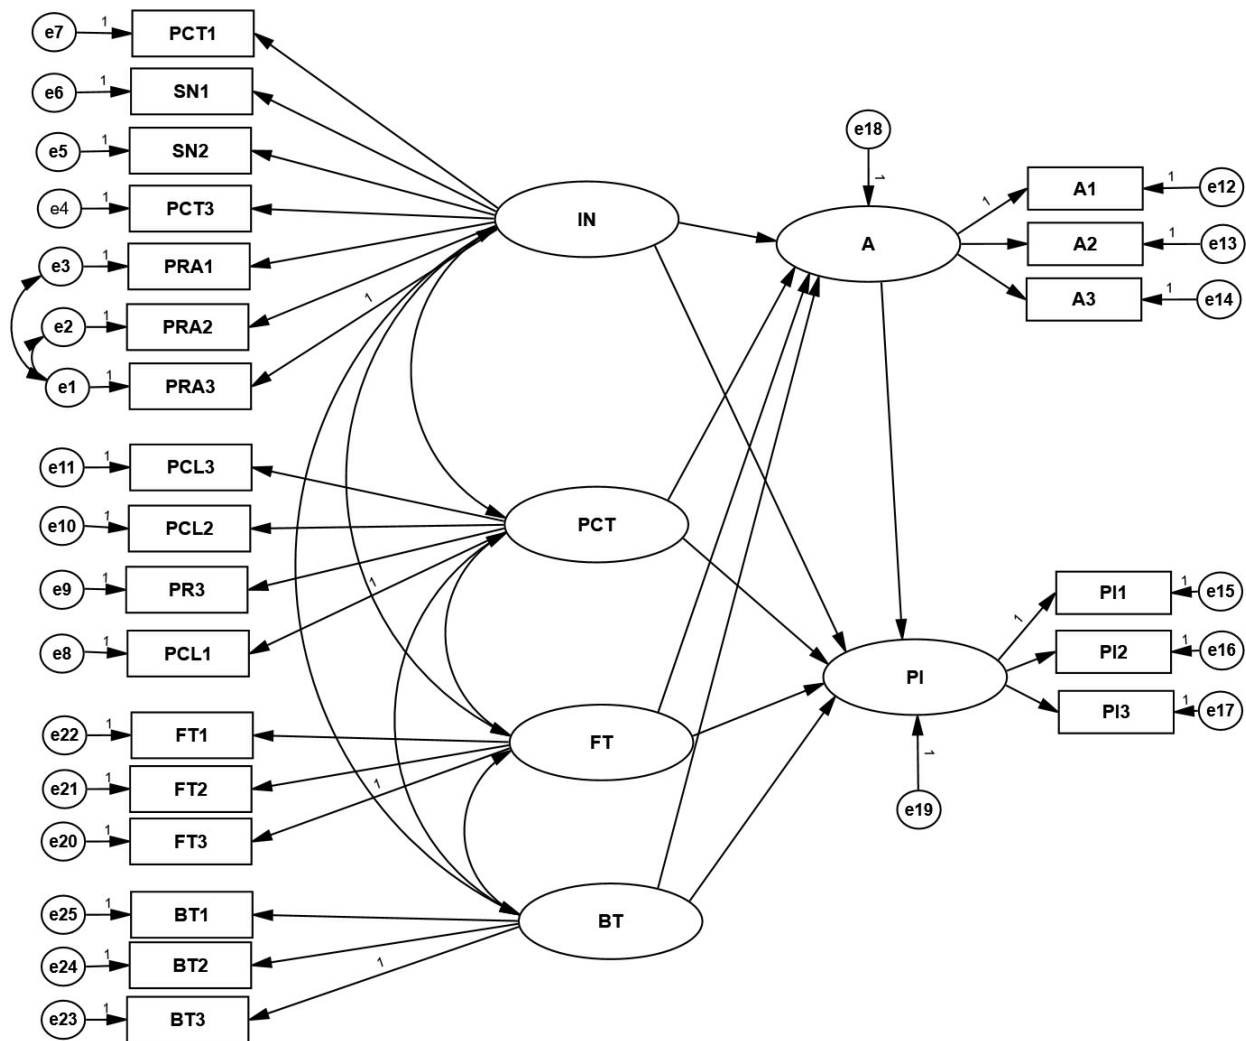 e7 1 PCT1
e6 1 SN1
e5 1 SN2
e4 1 PCT3
e3 1 PRA1
e2 1 PRA2
1
e1 1 PRA3
e11 1 PCL3
e10 1 PCL2
e9 1 PR3
1
e8 1 PCL1
e22 1 FT1
e21 1 FT2
1
e20 1 FT3
e25 1 BT1
e24 1 BT2
1
e23 1 BT3
IN
PCT
FT
BT
e18
1
A
1 A1 1 e12
A2 1 e13
A3 1 e14
PI
1 PI1 1 e15
PI2 1 e16
PI3 1 e17
1
e19